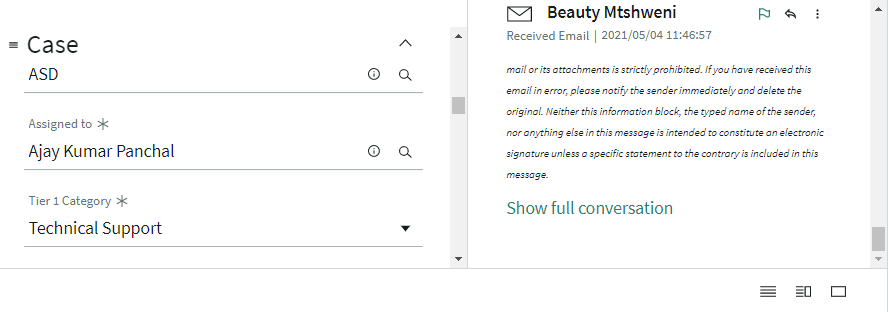 Case
ASD
Assigned to
Ajay Kumar Panchal
Tier 1 Category
Technical Support
Beauty Mtshweni
Received Email | 2021/05/04 11:46:57
mail or its attachments is strictly prohibited. If you have received this
email in error, please notify the sender immediately and delete the
original. Neither this information block, the typed name of the sender,
nor anything else in this message is intended to constitute an electronic
signature unless a specific statement to the contrary is included in this
message.
Show full conversation